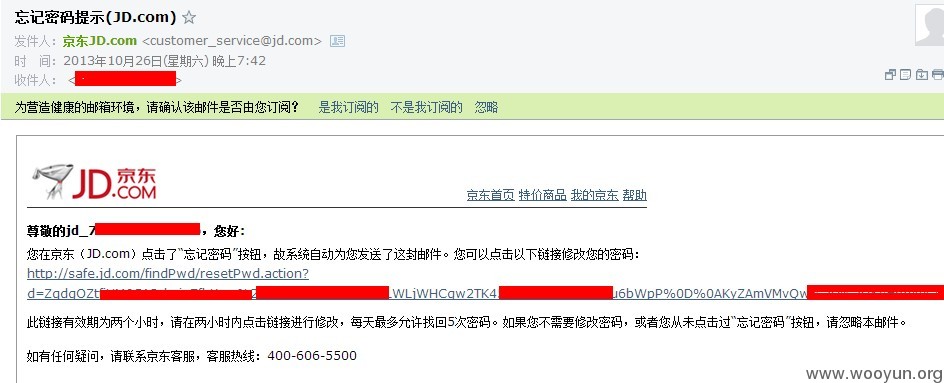 忘记密码提示(JD.com)
发件人：京东JD.com <customer_service@jd.com>
时 间：2013年10月26日(星期六) 晚上7:42
收件人：< >
为营造健康的邮箱环境，请确认该邮件是否由您订阅？ 是我订阅的 不是我订阅的 忽略
JD.京东
.COM
京东首页 特价商品 我的京东 帮助
尊敬的jd_7 ，您好:
您在京东（JD.com）点击了“忘记密码”按钮，故系统自动为您发送了这封邮件。您可以点击以下链接修改您的密码：
http://safe.jd.com/findPwd/resetPwd.action?
d=ZqdqOZt LWLjWHCqw2TK4 u6bWpP%0D%0AKyZAmVMvQw
此链接有效期为两个小时，请在两小时内点击链接进行修改，每天最多允许找回5次密码。如果您不需要修改密码，或者您从未点击过“忘记密码”按钮，请忽略本邮件。
如有任何疑问，请联系京东客服，客服热线：400-606-5500
www.wooyun.org